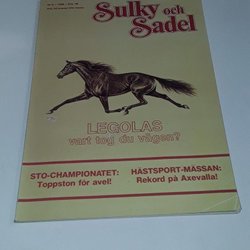 Sulky och
Sadel
LEGOLAS
vart tog du vägen?
STO-CHAMPIONATET:
Toppston för avel!
HÄSTSPORT-MÄSSAN:
Rekord på Axevalla!